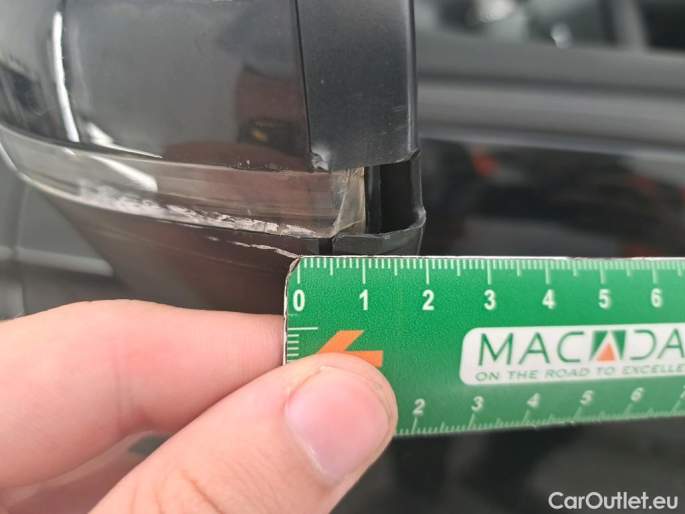 0 1 2 3 4 5 6
MACADA
ON THE ROAD TO EXCELLE
2 3 4 5 6
CarOutlet.eu